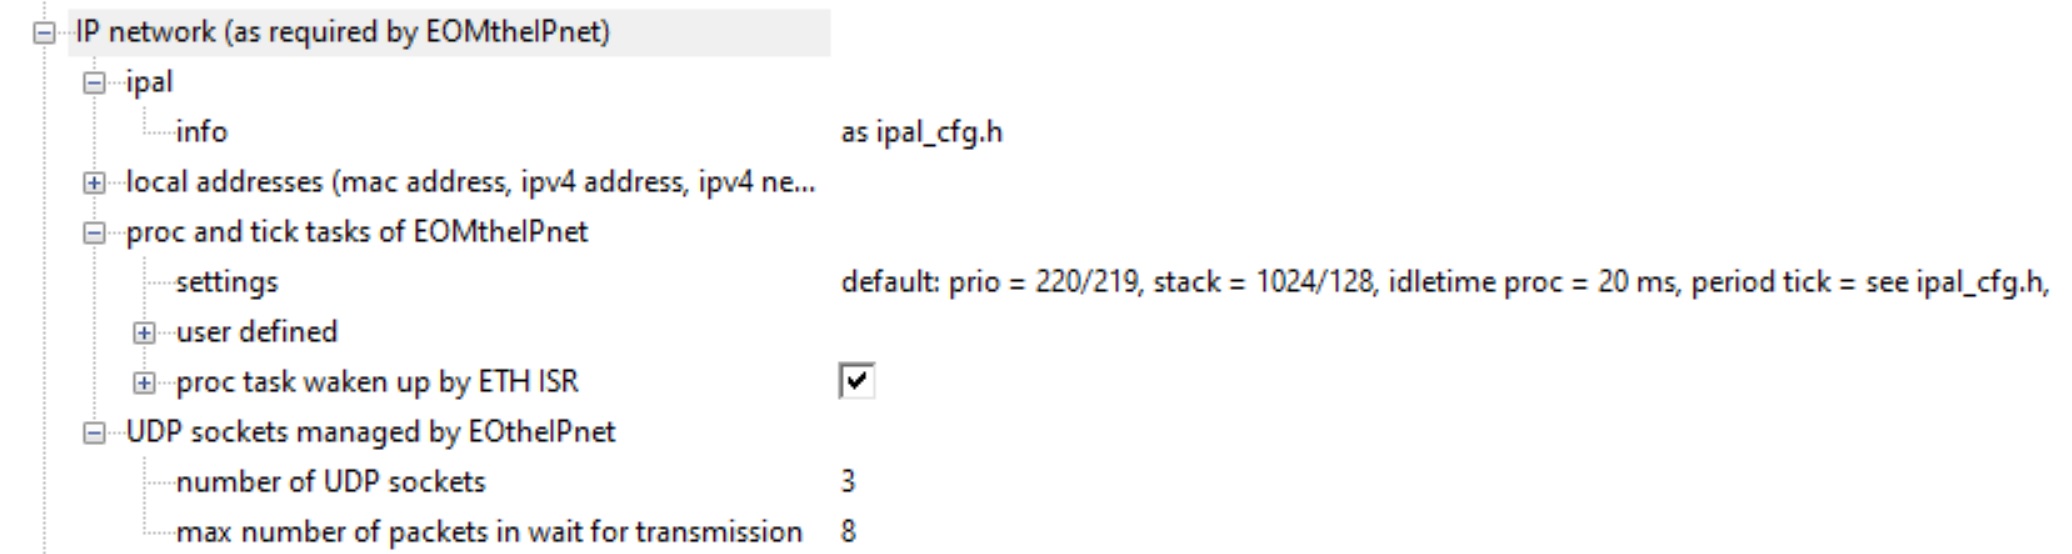 IP network (as required by EOMtheIPnet)
ipal
info as ipal_cfg.h
local addresses (mac address, ipv4 address, ipv4 ne...
proc and tick tasks of EOMtheIPnet
settings default: prio = 220/219, stack = 1024/128, idletime proc = 20 ms, period tick = see ipal_cfg.h,
user defined
proc task waken up by ETH ISR
UDP sockets managed by EOtheIPnet
number of UDP sockets 3
max number of packets in wait for transmission 8